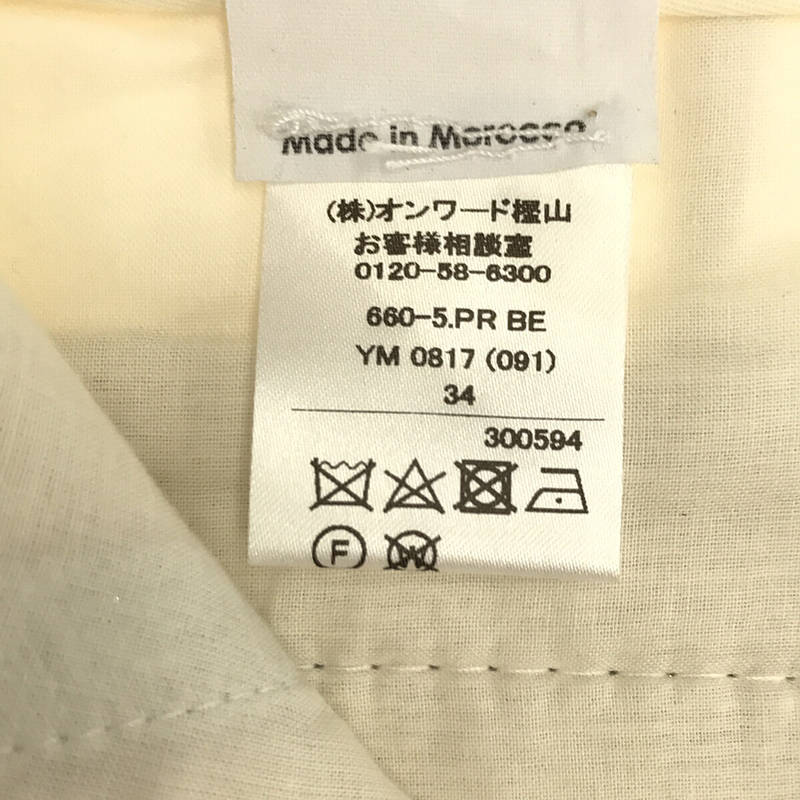 Made in Morocco
(株)オンワード樫山
お客様相談室
0120-58-6300
660-5.PR BE
YM 0817 (091)
34
300594
F
W